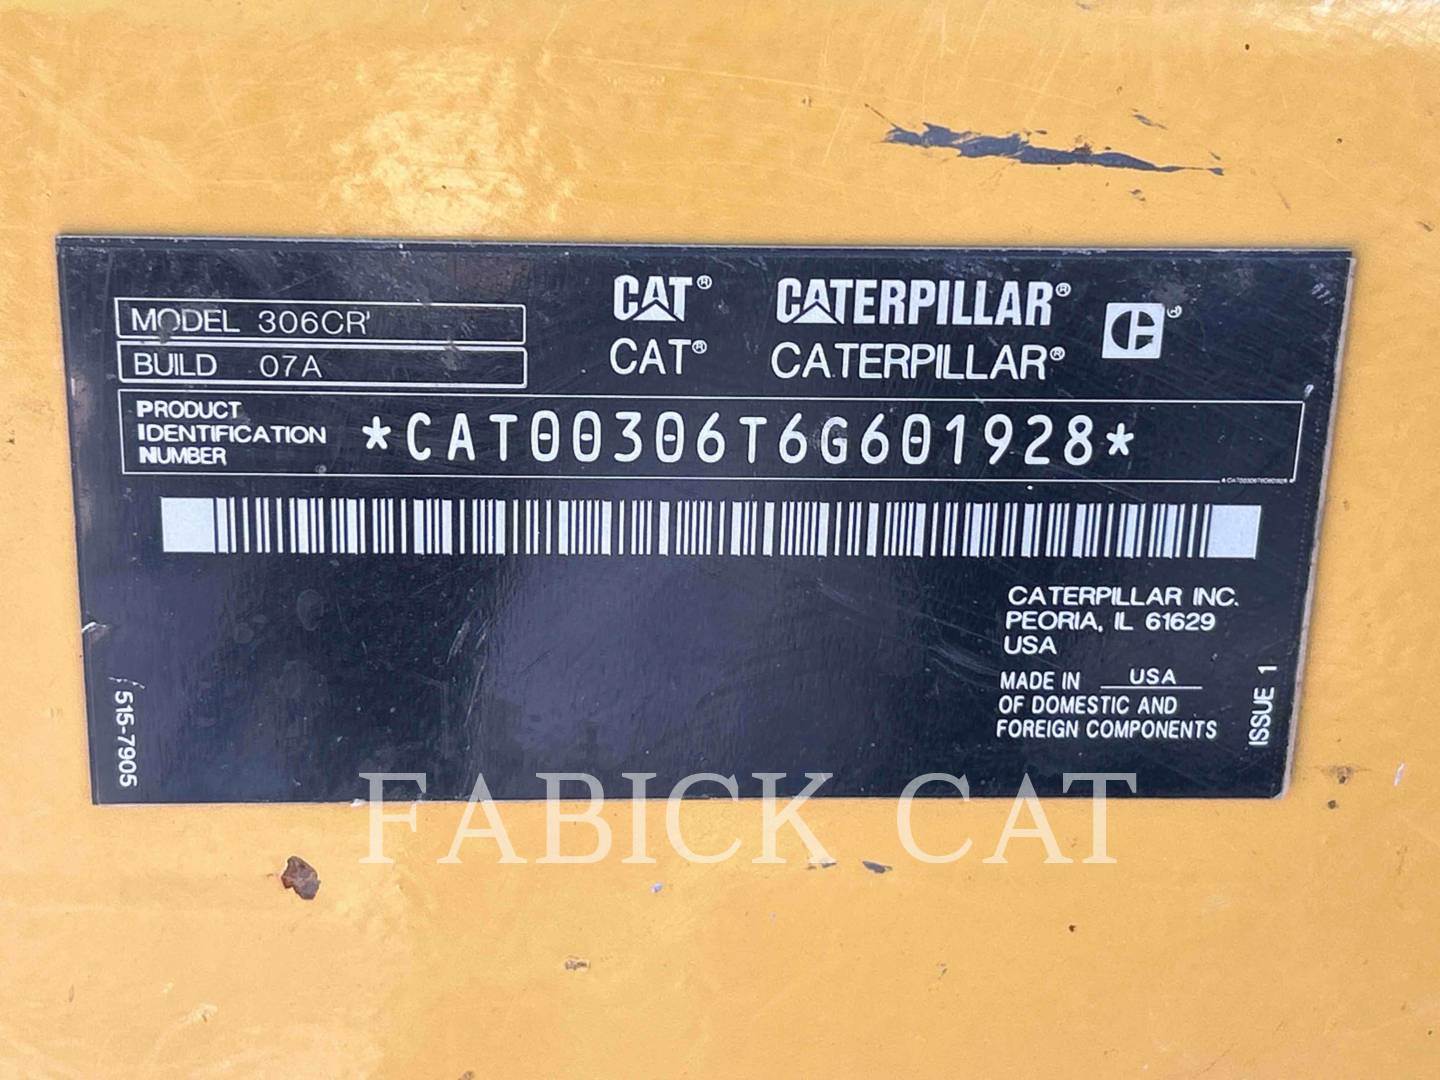 CAT® CATERPILLAR® ®
CAT® CATERPILLAR®
MODEL 306CR'
BUILD 07A
PRODUCT
IDENTIFICATION
NUMBER
*CAT00306T6G601928*
CATERPILLAR INC.
PEORIA, IL 61629
USA
MADE IN USA
OF DOMESTIC AND
FOREIGN COMPONENTS
ISSUE 1
515-7905
FABICK CAT